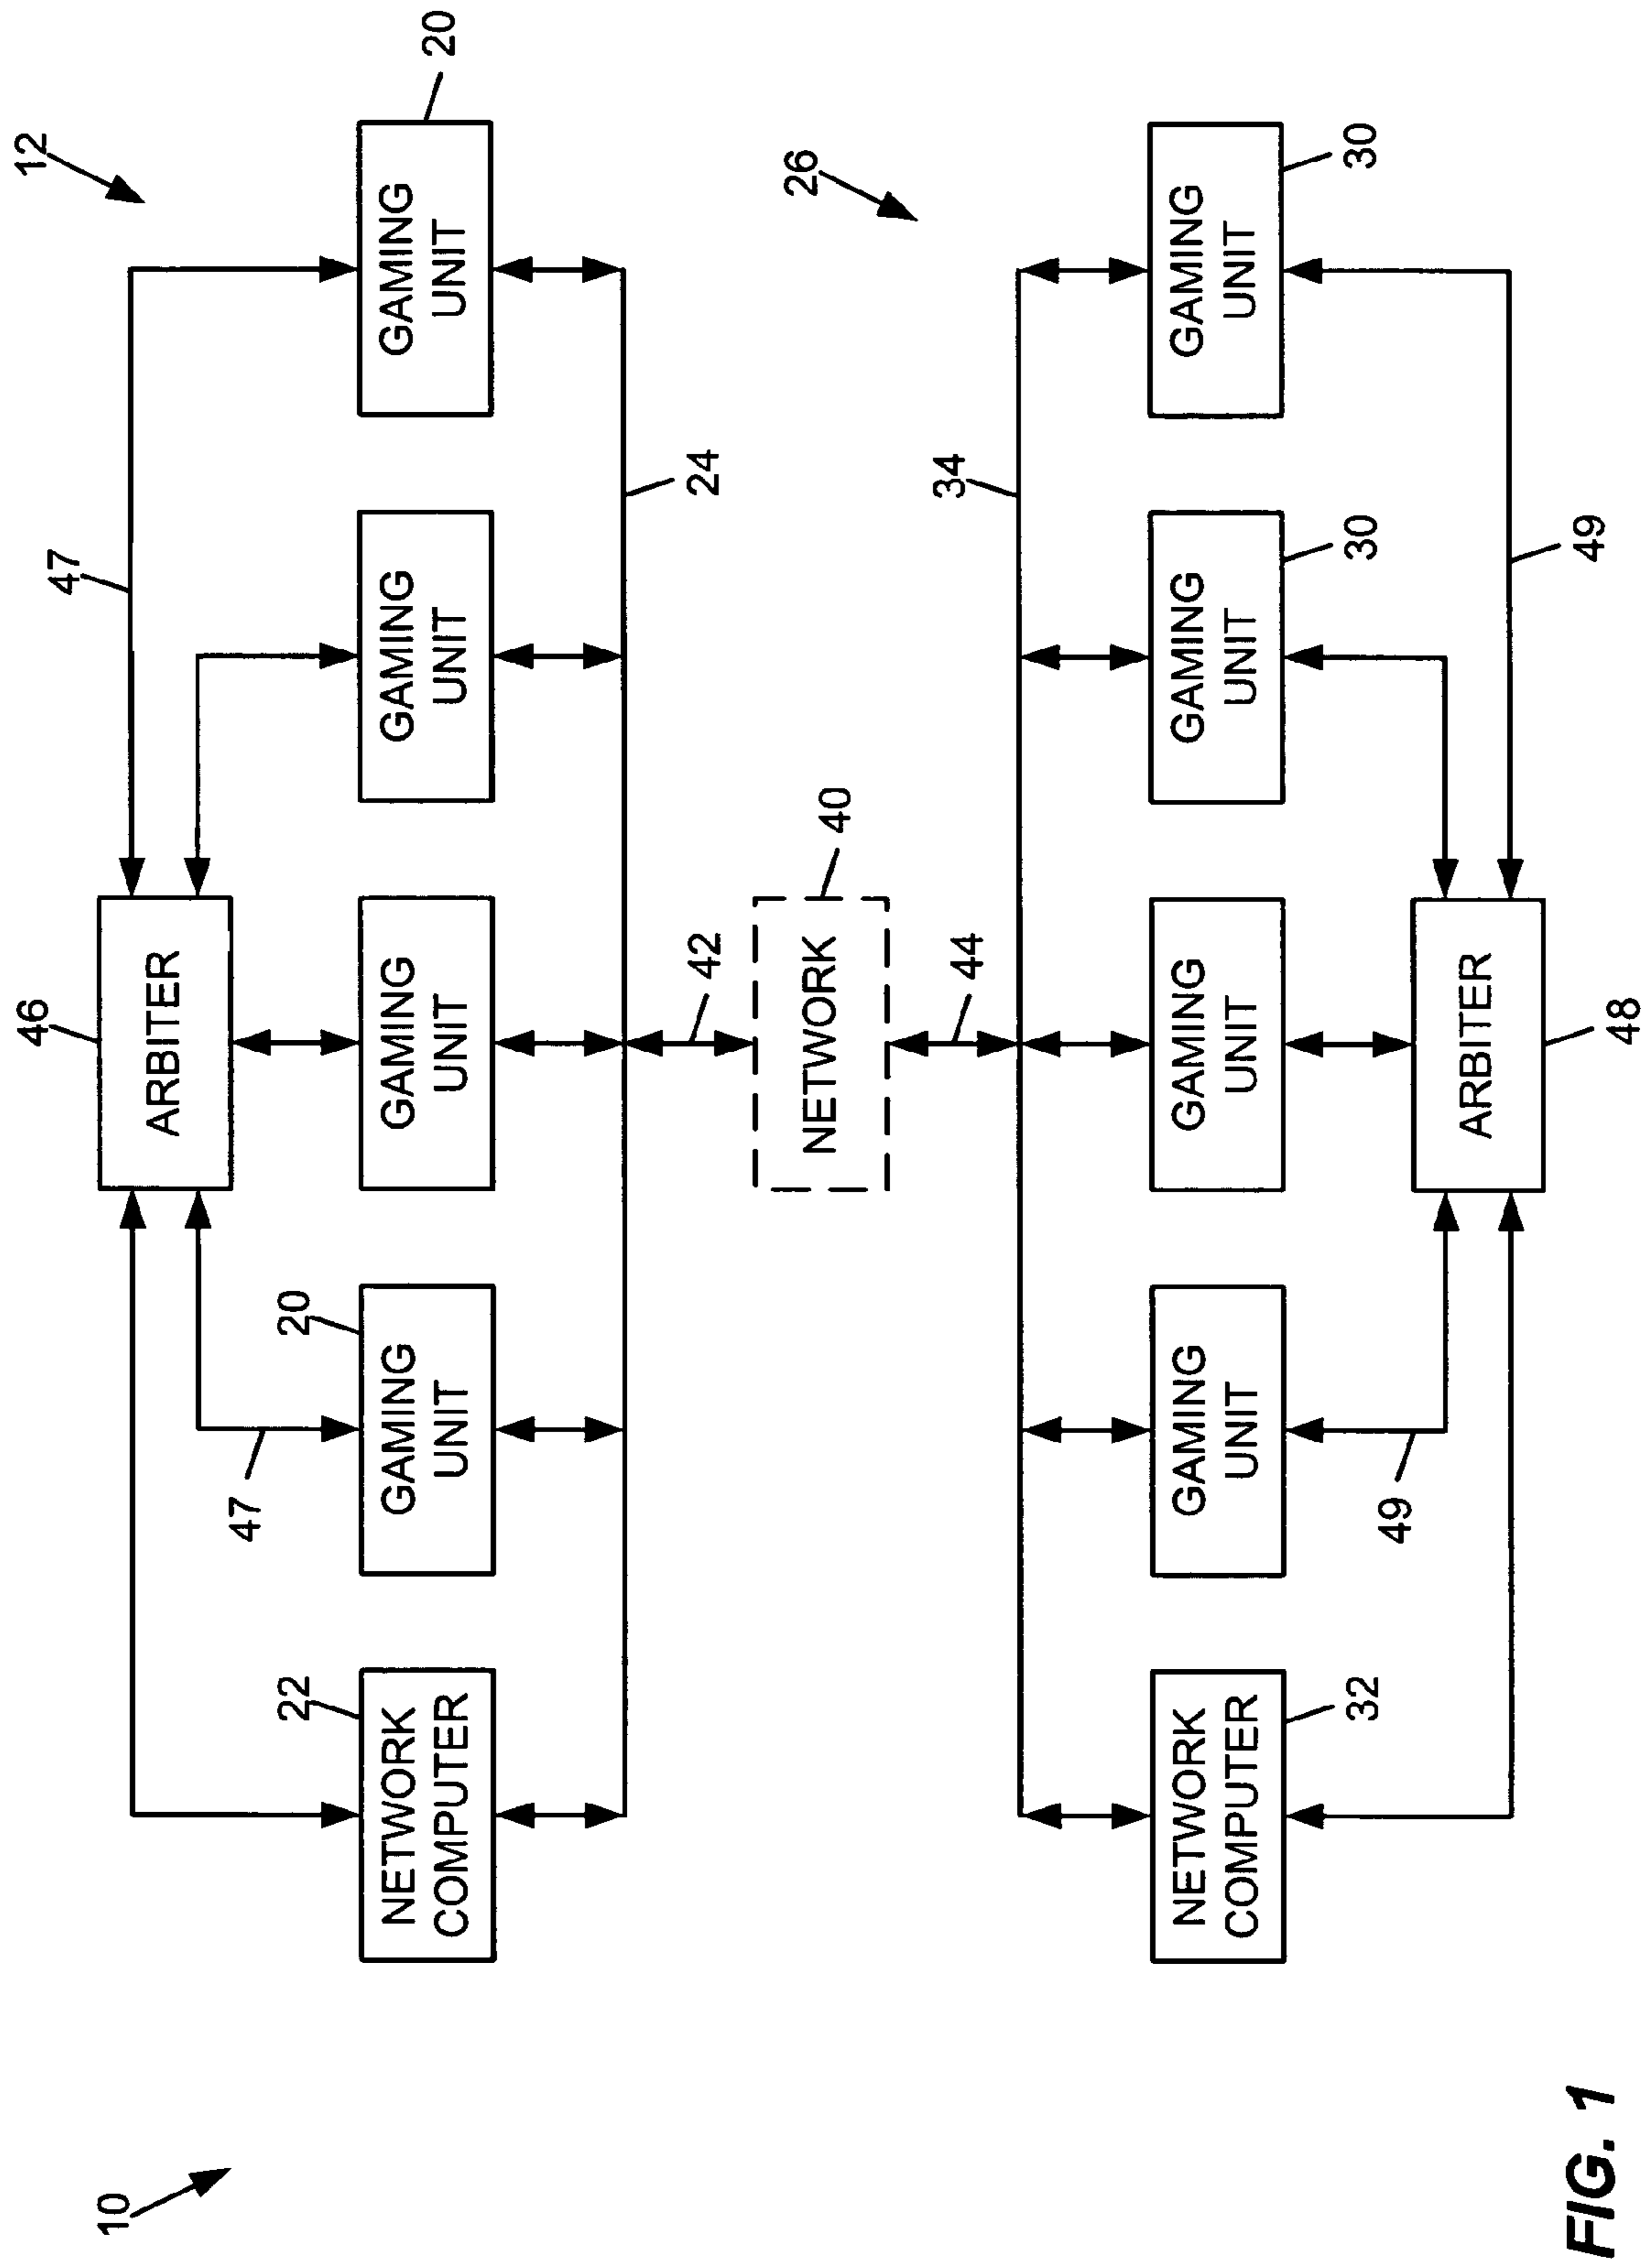 12
47
46
ARBITER
20
GAMING
UNIT
GAMING
UNIT
GAMING
UNIT
20
GAMING
UNIT
47
22
NETWORK
COMPUTER
24
42
40
NETWORK
44
26
34
GAMING
UNIT
30
GAMING
UNIT
30
GAMING
UNIT
GAMING
UNIT
NETWORK
COMPUTER
32
49
49
ARBITER
48
10
FIG. 1